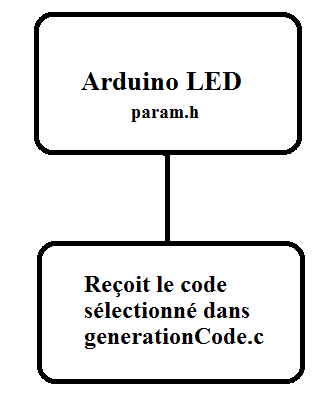 Arduino LED
param.h
Reçoit le code
sélectionné dans
generationCode.c